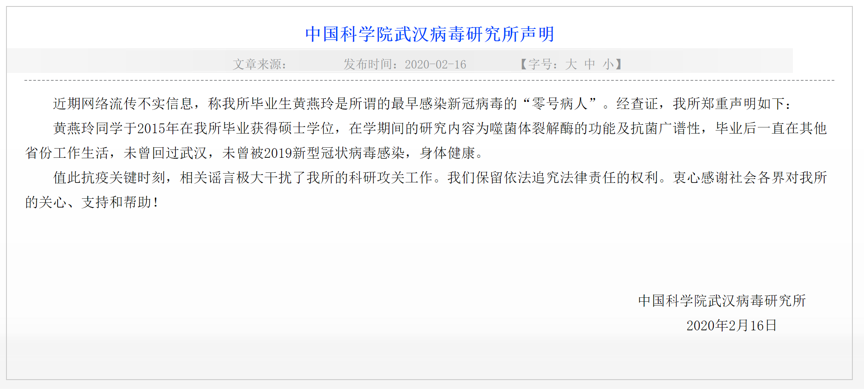 中国科学院武汉病毒研究所声明
文章来源： 发布时间：2020-02-16 【字号：大 中 小】
近期网络流传不实信息，称我所毕业生黄燕玲是所谓的最早感染新冠病毒的“零号病人”。经查证，我所郑重声明如下：
黄燕玲同学于2015年在我所毕业获得硕士学位，在学期间的研究内容为噬菌体裂解酶的功能及抗菌广谱性，毕业后一直在其他
省份工作生活，未曾回过武汉，未曾被2019新型冠状病毒感染，身体健康。
值此抗疫关键时刻，相关谣言极大干扰了我所的科研攻关工作。我们保留依法追究法律责任的权利。衷心感谢社会各界对我所
的关心、支持和帮助！
中国科学院武汉病毒研究所
2020年2月16日